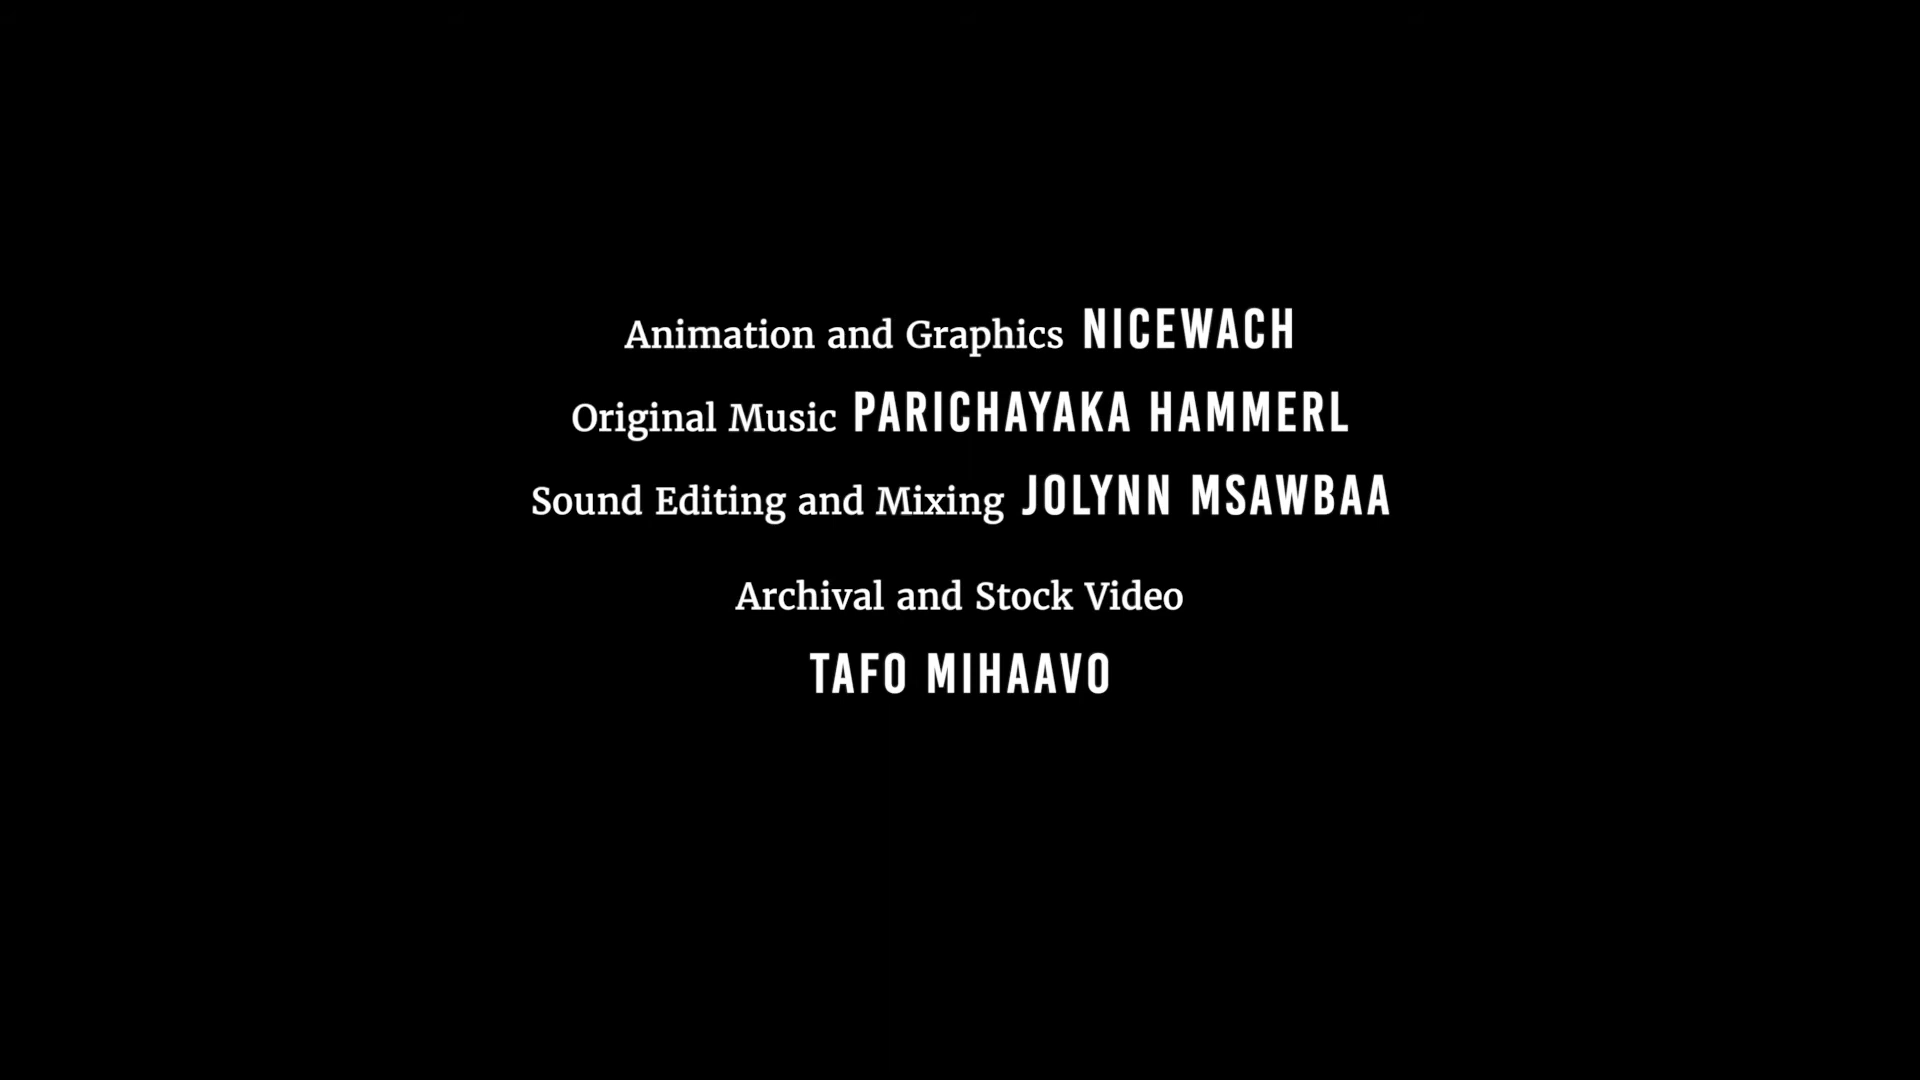 Animation and Graphics NICEWACH
Original Music PARICHAYAKA HAMMERL
Sound Editing and Mixing JOLYNN MSAWBAA
Archival and Stock Video
TAFO MIHAAVO